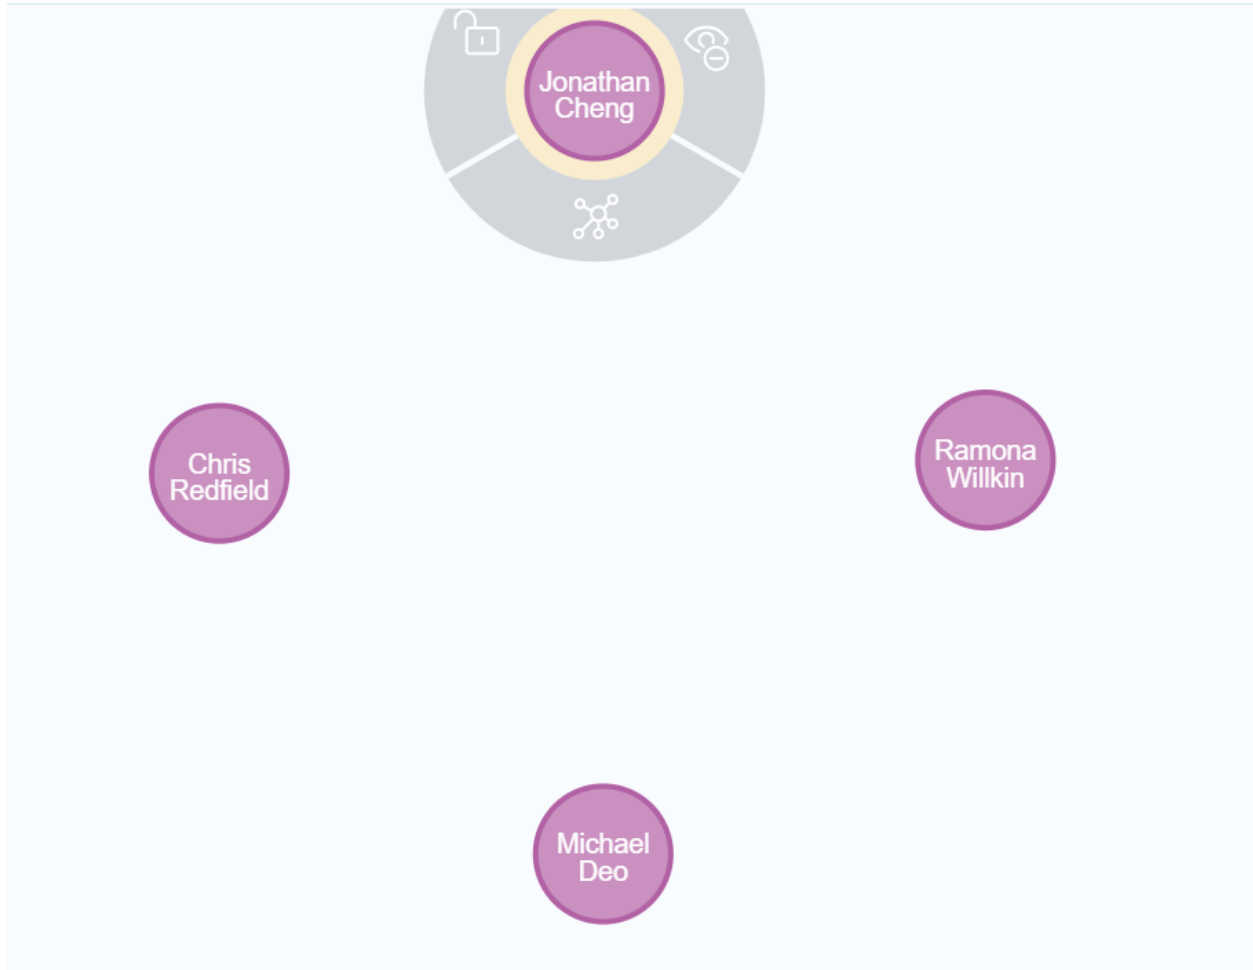 Jonathan
Cheng
Chris
Redfield
Ramona
Willkin
Michael
Deo